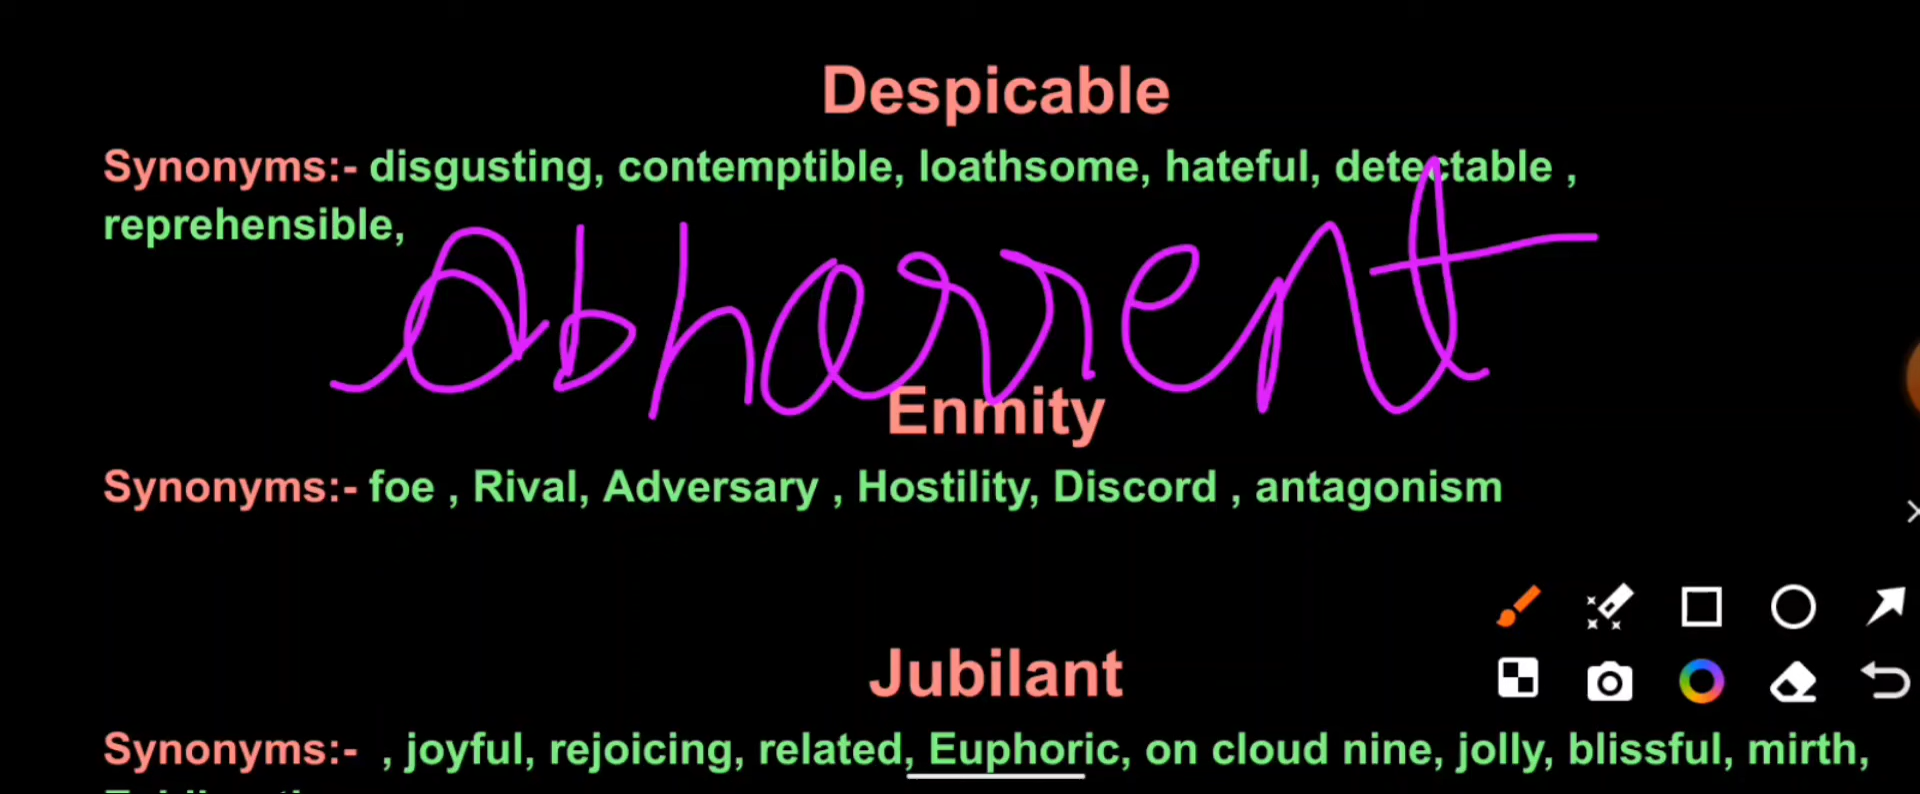 Despicable
Synonyms:- disgusting, contemptible, loathsome, hateful, detectable ,
reprehensible,
abharrent
Enmity
Synonyms:- foe , Rival, Adversary , Hostility, Discord , antagonism
Jubilant
Synonyms:- , joyful, rejoicing, related, Euphoric, on cloud nine, jolly, blissful, mirth,